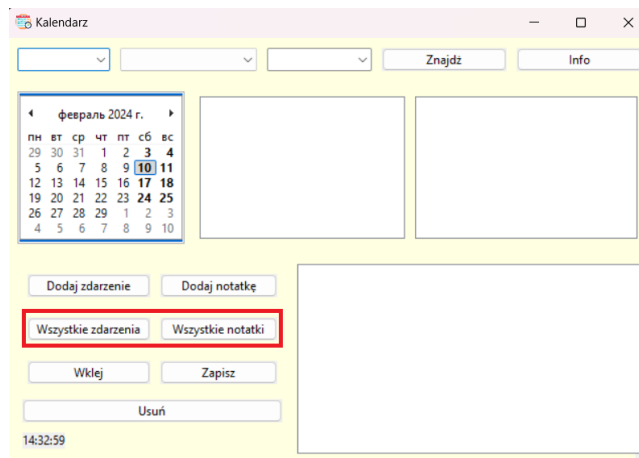 Kalendarz
Znajdż Info
февраль 2024 г.
пн вт ср чт пт сб вс
29 30 31 1 2 3 4
5 6 7 8 9 10 11
12 13 14 15 16 17 18
19 20 21 22 23 24 25
26 27 28 29 1 2 3
4 5 6 7 8 9 10
Dodaj zdarzenie Dodaj notatkę
Wszystkie zdarzenia Wszystkie notatki
Wklej Zapisz
Usuń
14:32:59